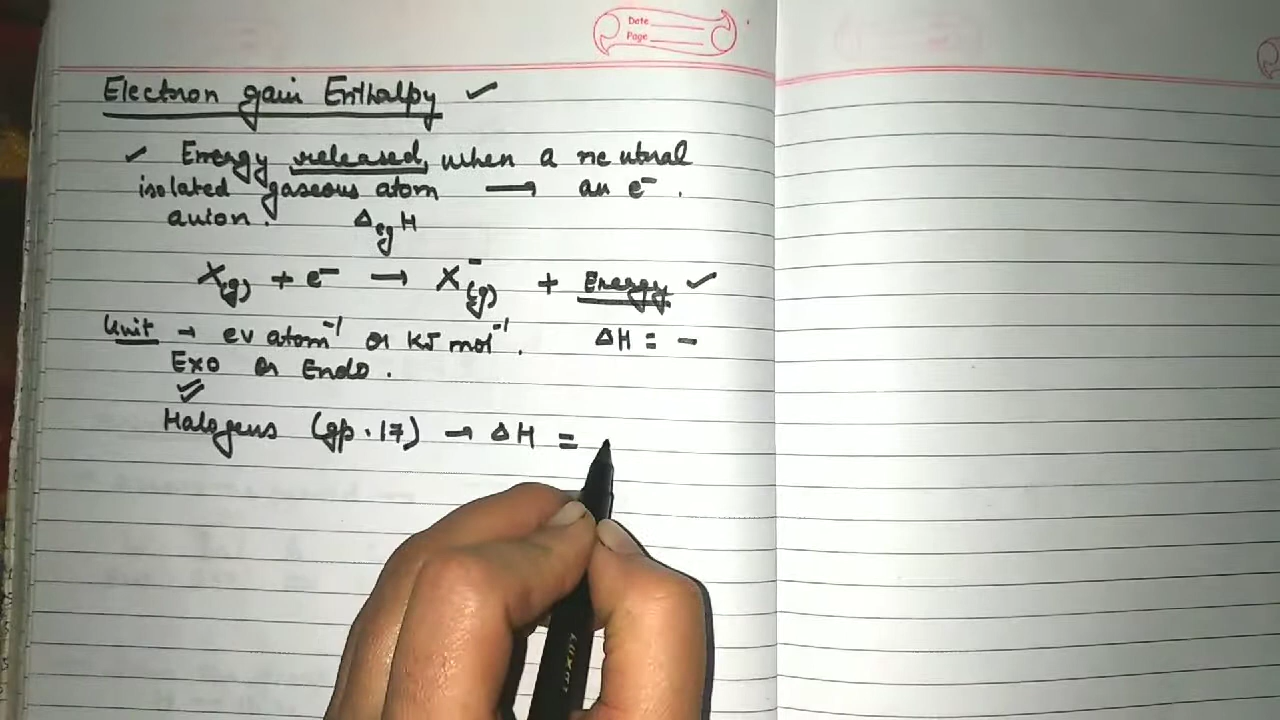 Date
Page
Electron gain Enthalpy ✓
✓ Energy released, when a neutral
isolated gaseous atom → an e⁻.
anion. ΔegH
X(g) + e⁻ → X⁻(g) + Energy ✓
Unit → ev atom⁻¹ or KJ mol⁻¹. ΔH = -
Exo or Endo.
Halogens (gp. 17) → ΔH =
LUXOR